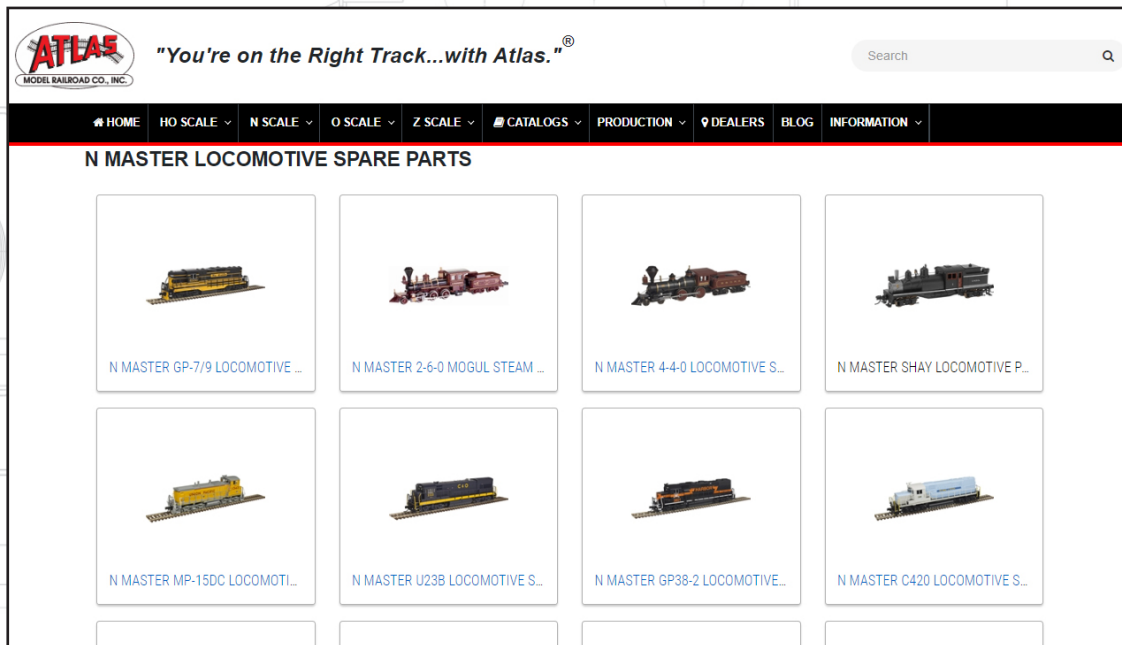 ATLAS
MODEL RAILROAD CO., INC.
"You're on the Right Track...with Atlas."®
Search
HOME HO SCALE N SCALE O SCALE Z SCALE CATALOGS PRODUCTION DEALERS BLOG INFORMATION
N MASTER LOCOMOTIVE SPARE PARTS
N MASTER GP-7/9 LOCOMOTIVE ...
N MASTER 2-6-0 MOGUL STEAM ...
N MASTER 4-4-0 LOCOMOTIVE S...
N MASTER SHAY LOCOMOTIVE P...
N MASTER MP-15DC LOCOMOTI...
N MASTER U23B LOCOMOTIVE S...
N MASTER GP38-2 LOCOMOTIVE...
N MASTER C420 LOCOMOTIVE S...